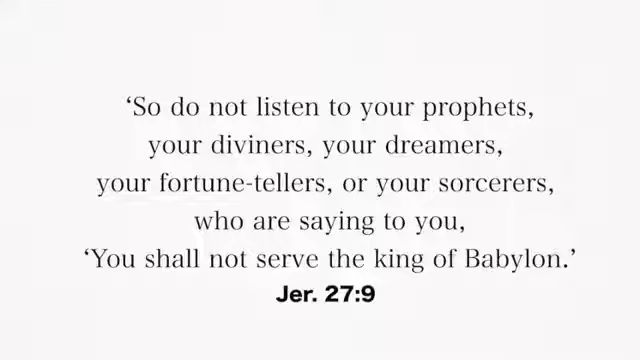 ‘So do not listen to your prophets,
your diviners, your dreamers,
your fortune-tellers, or your sorcerers,
who are saying to you,
‘You shall not serve the king of Babylon.’
Jer. 27:9